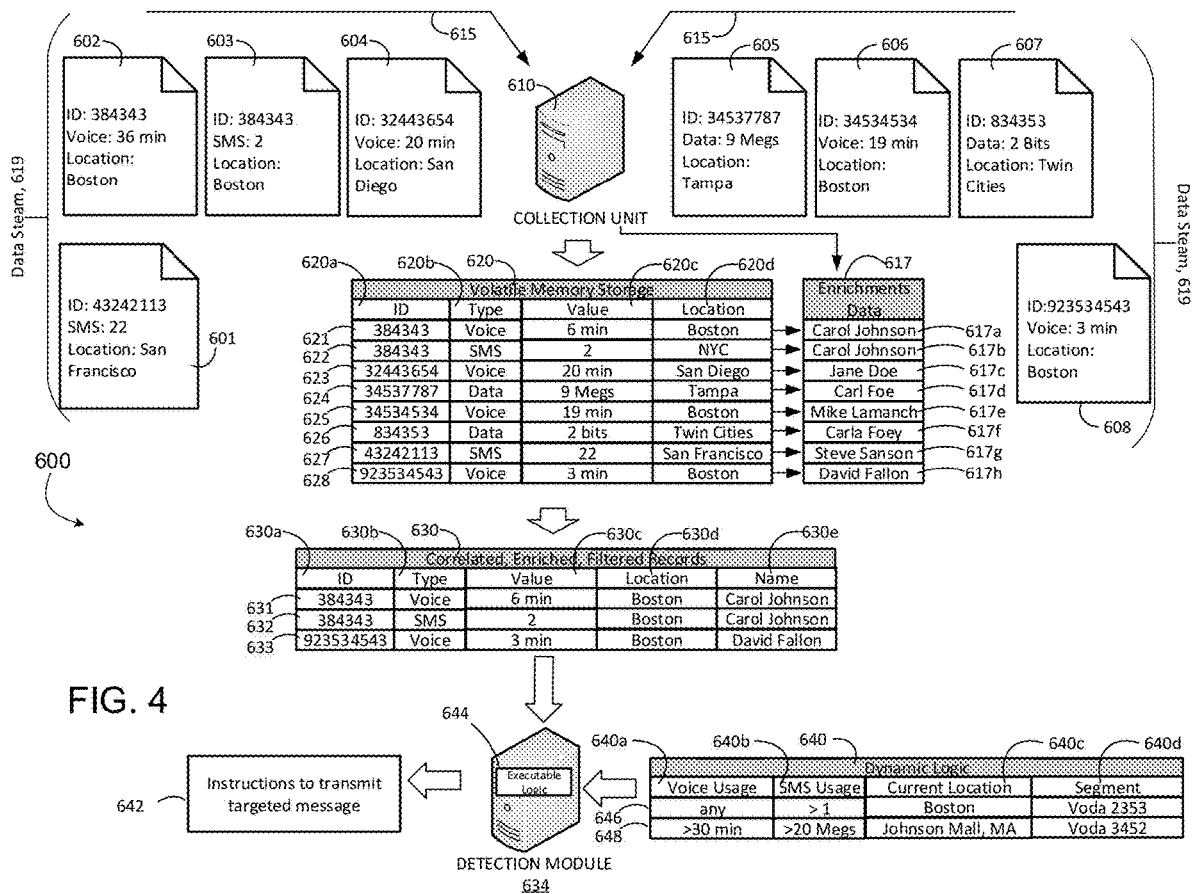 602
603
604
615
615
605
606
607
610
ID: 384343
Voice: 36 min
Location:
Boston
ID: 384343
SMS: 2
Location:
Boston
ID: 32443654
Voice: 20 min
Location: San
Diego
ID: 34537787
Data: 9 Megs
Location:
Tampa
ID: 34534534
Voice: 19 min
Location:
Boston
ID: 834353
Data: 2 Bits
Location: Twin
Cities
Data Steam, 619
Data Steam, 619
COLLECTION UNIT
ID: 43242113
SMS: 22
Location: San
Francisco
601
ID:923534543
Voice: 3 min
Location:
Boston
608
620a
620b
620
620c
620d
617
Volatile Memory Storage
Enrichments
Data
ID Type Value Location
621 384343 Voice 6 min Boston Carol Johnson 617a
622 384343 SMS 2 NYC Carol Johnson 617b
623 32443654 Voice 20 min San Diego Jane Doe 617c
624 34537787 Data 9 Megs Tampa Carl Foe 617d
625 34534534 Voice 19 min Boston Mike Lamanch 617e
626 834353 Data 2 bits Twin Cities Carla Foey 617f
627 43242113 SMS 22 San Francisco Steve Sanson 617g
628 923534543 Voice 3 min Boston David Fallon 617h
600
630a
630b
630
630c
630d
630e
Correlated, Enriched, Filtered Records
ID Type Value Location Name
631 384343 Voice 6 min Boston Carol Johnson
632 384343 SMS 2 Boston Carol Johnson
633 923534543 Voice 3 min Boston David Fallon
FIG. 4
644
Executable
Logic
Instructions to transmit
targeted message
642
DETECTION MODULE
634
640a
640b
640
640c
640d
Dynamic Logic
Voice Usage SMS Usage Current Location Segment
646 any > 1 Boston Voda 2353
648 >30 min >20 Megs Johnson Mall, MA Voda 3452